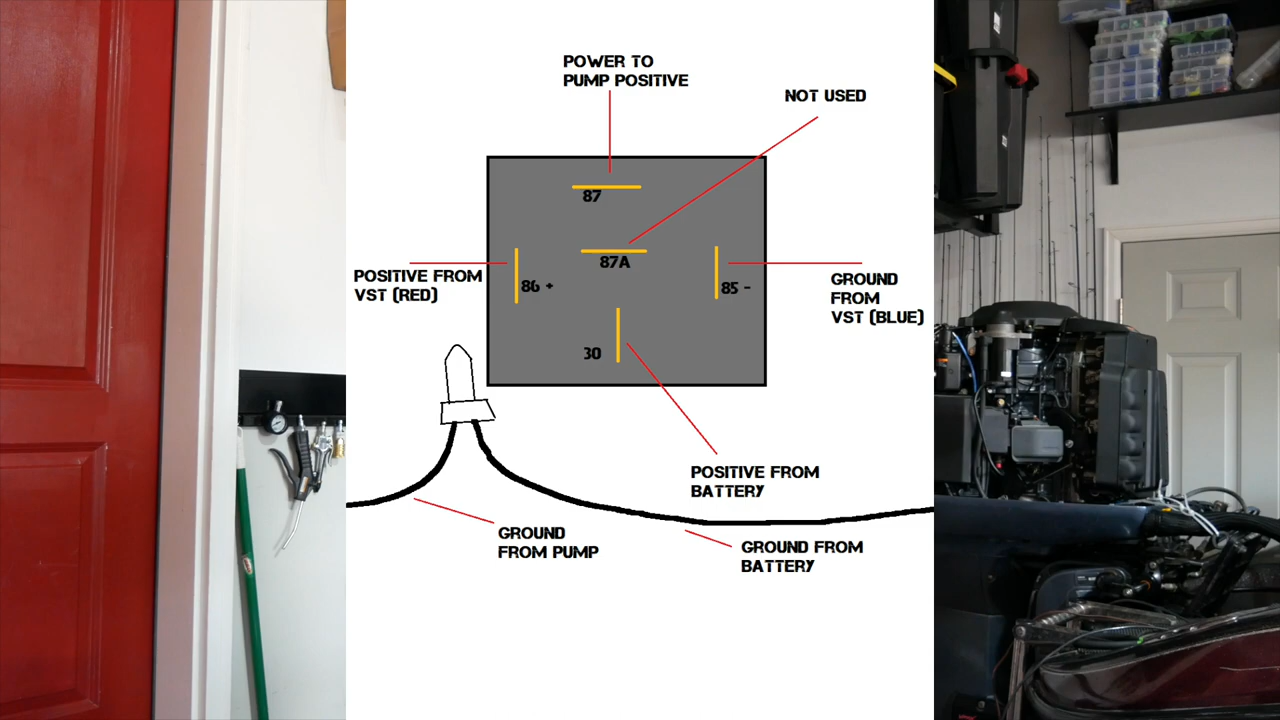 POWER TO
PUMP POSITIVE
NOT USED
87
87A
POSITIVE FROM
VST (RED)
86 +
85 -
GROUND
FROM
VST (BLUE)
30
POSITIVE FROM
BATTERY
GROUND
FROM PUMP
GROUND FROM
BATTERY